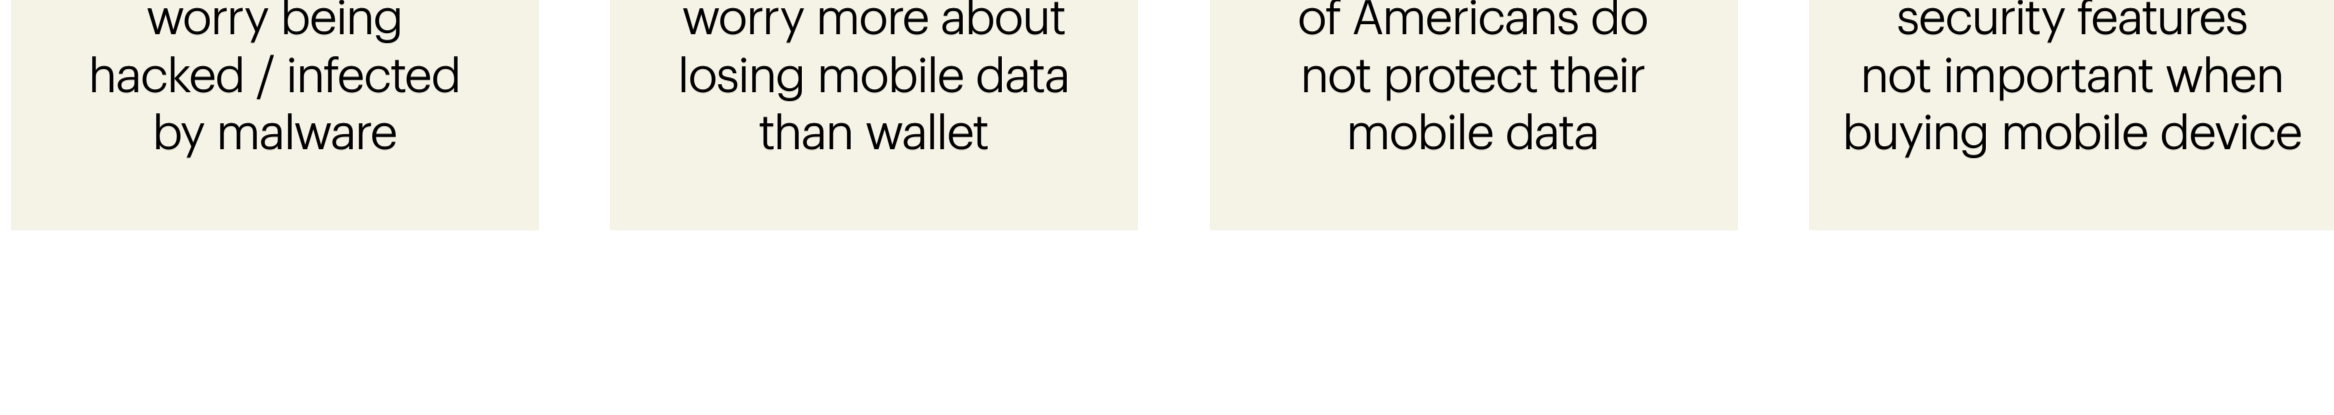 worry being
hacked / infected
by malware
worry more about
losing mobile data
than wallet
of Americans do
not protect their
mobile data
security features
not important when
buying mobile device